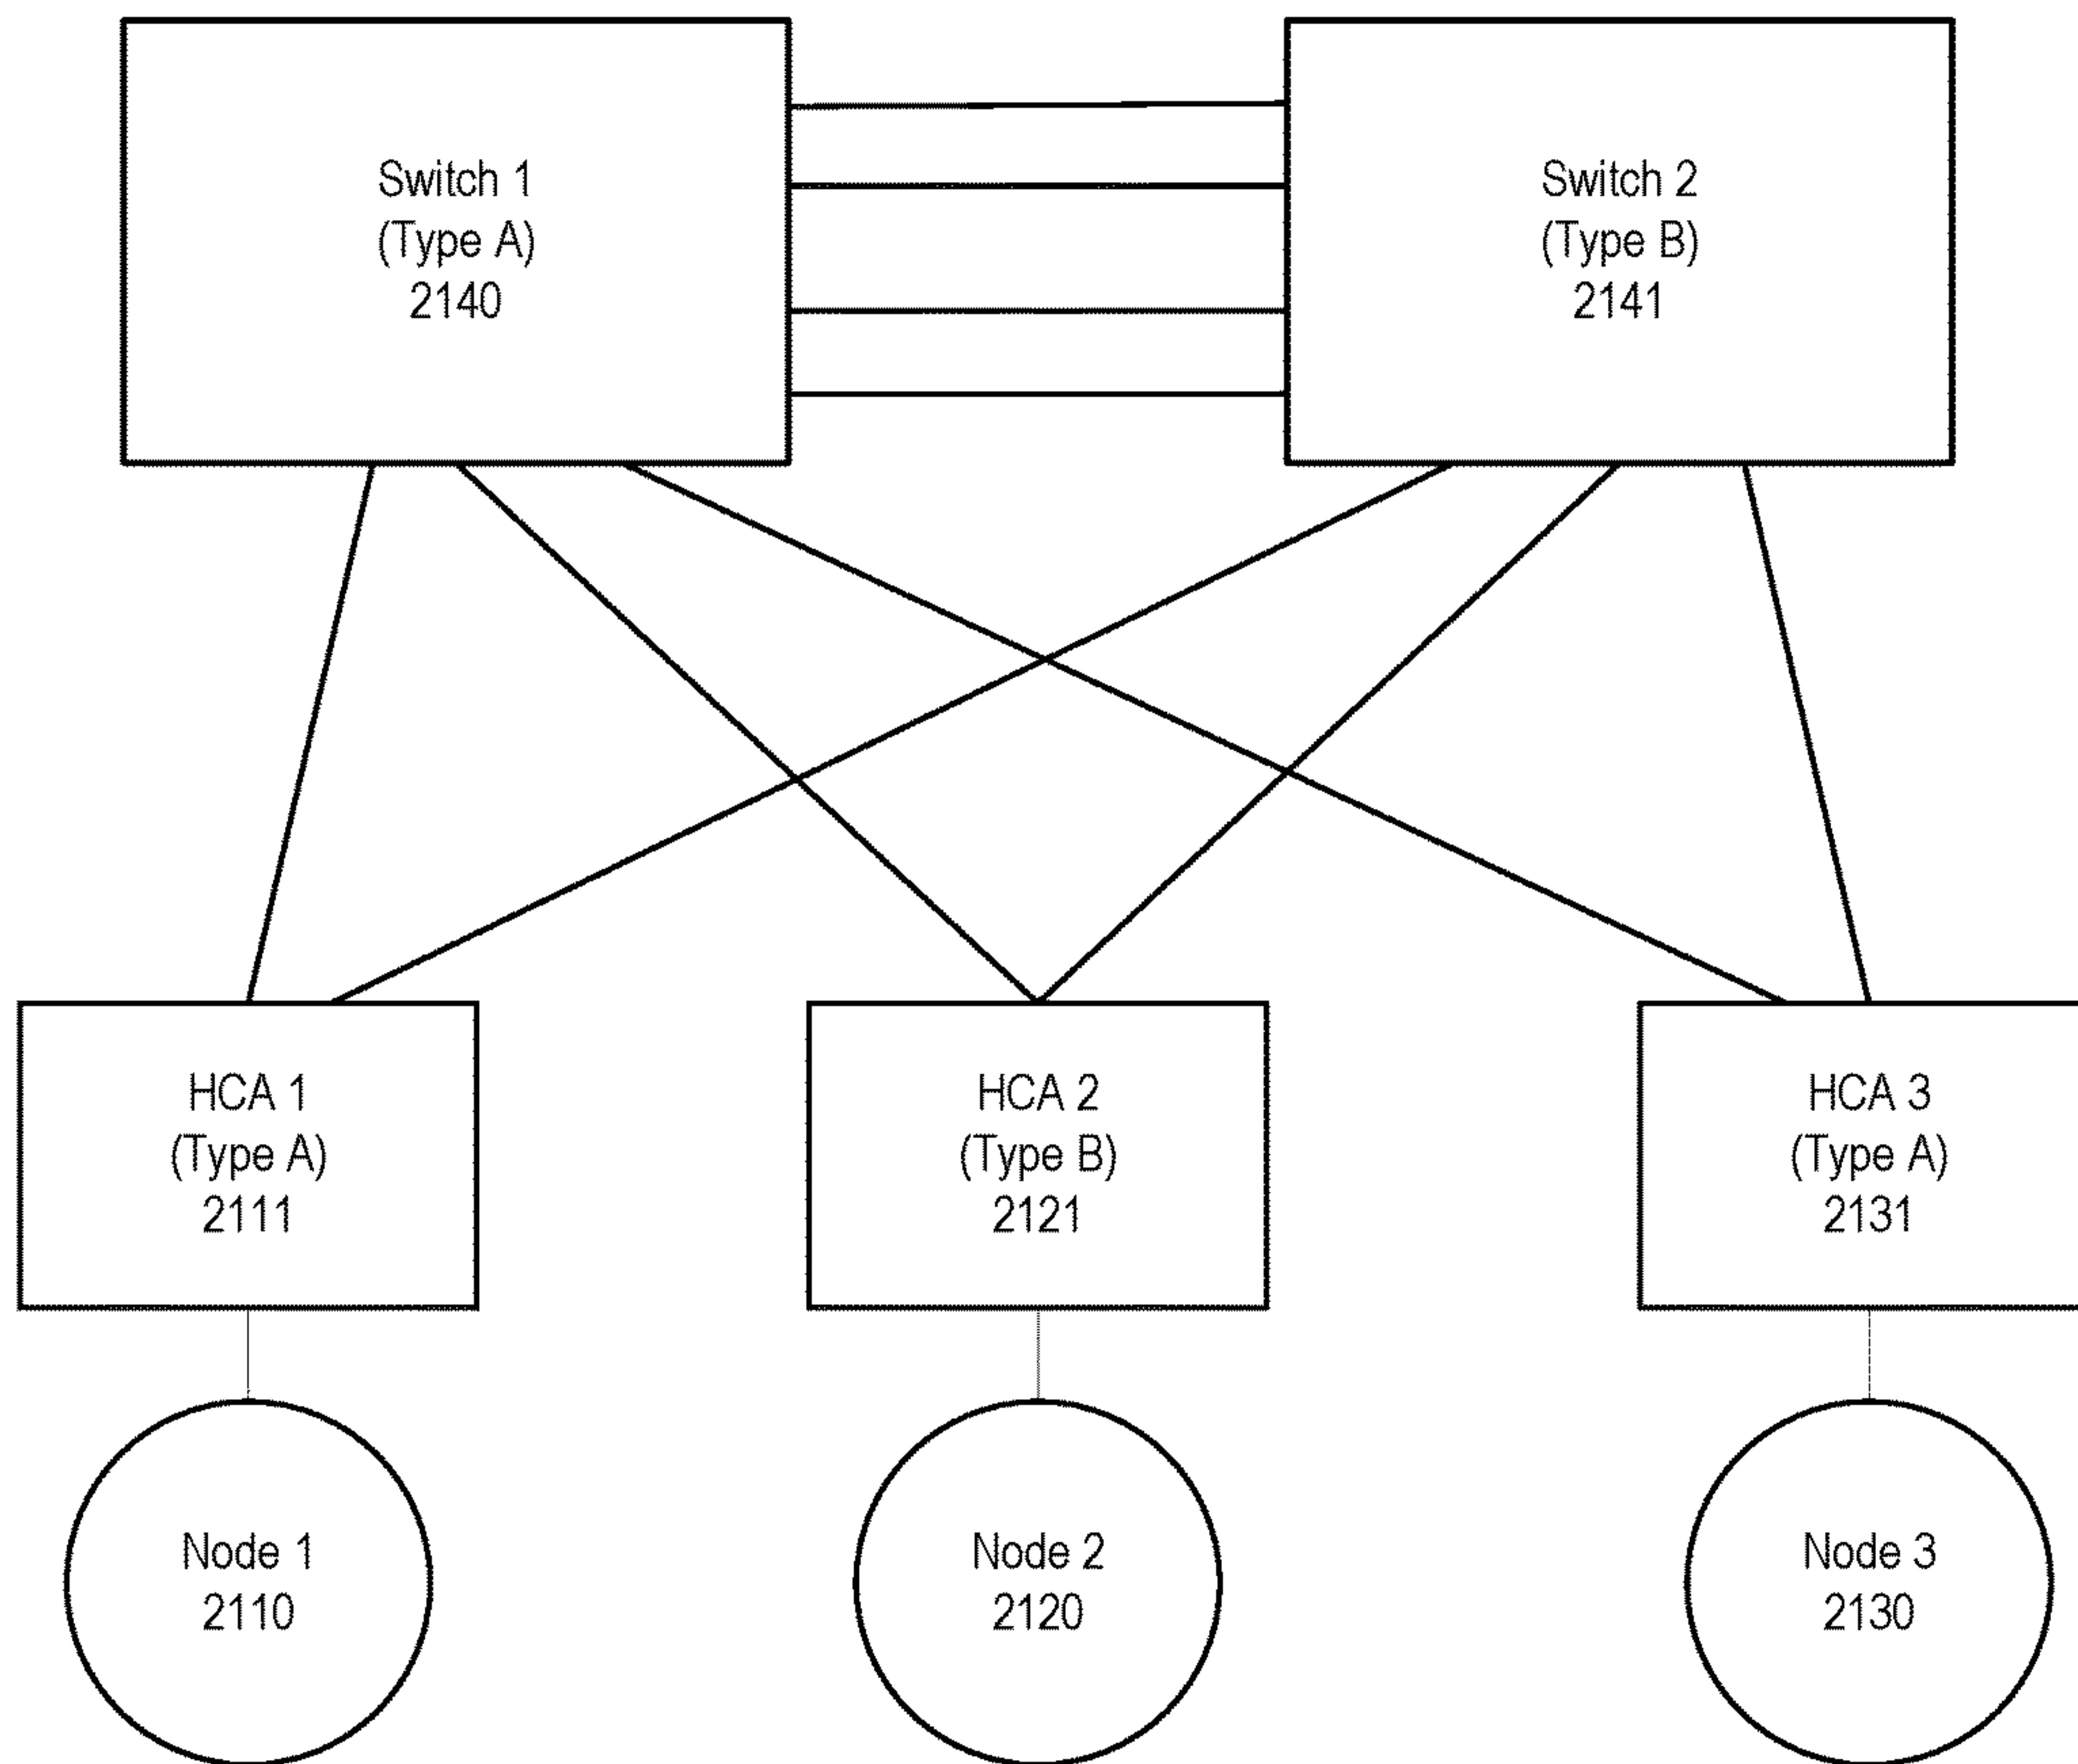 Switch 1
(Type A)
2140
Switch 2
(Type B)
2141
HCA 1
(Type A)
2111
HCA 2
(Type B)
2121
HCA 3
(Type A)
2131
Node 1
2110
Node 2
2120
Node 3
2130